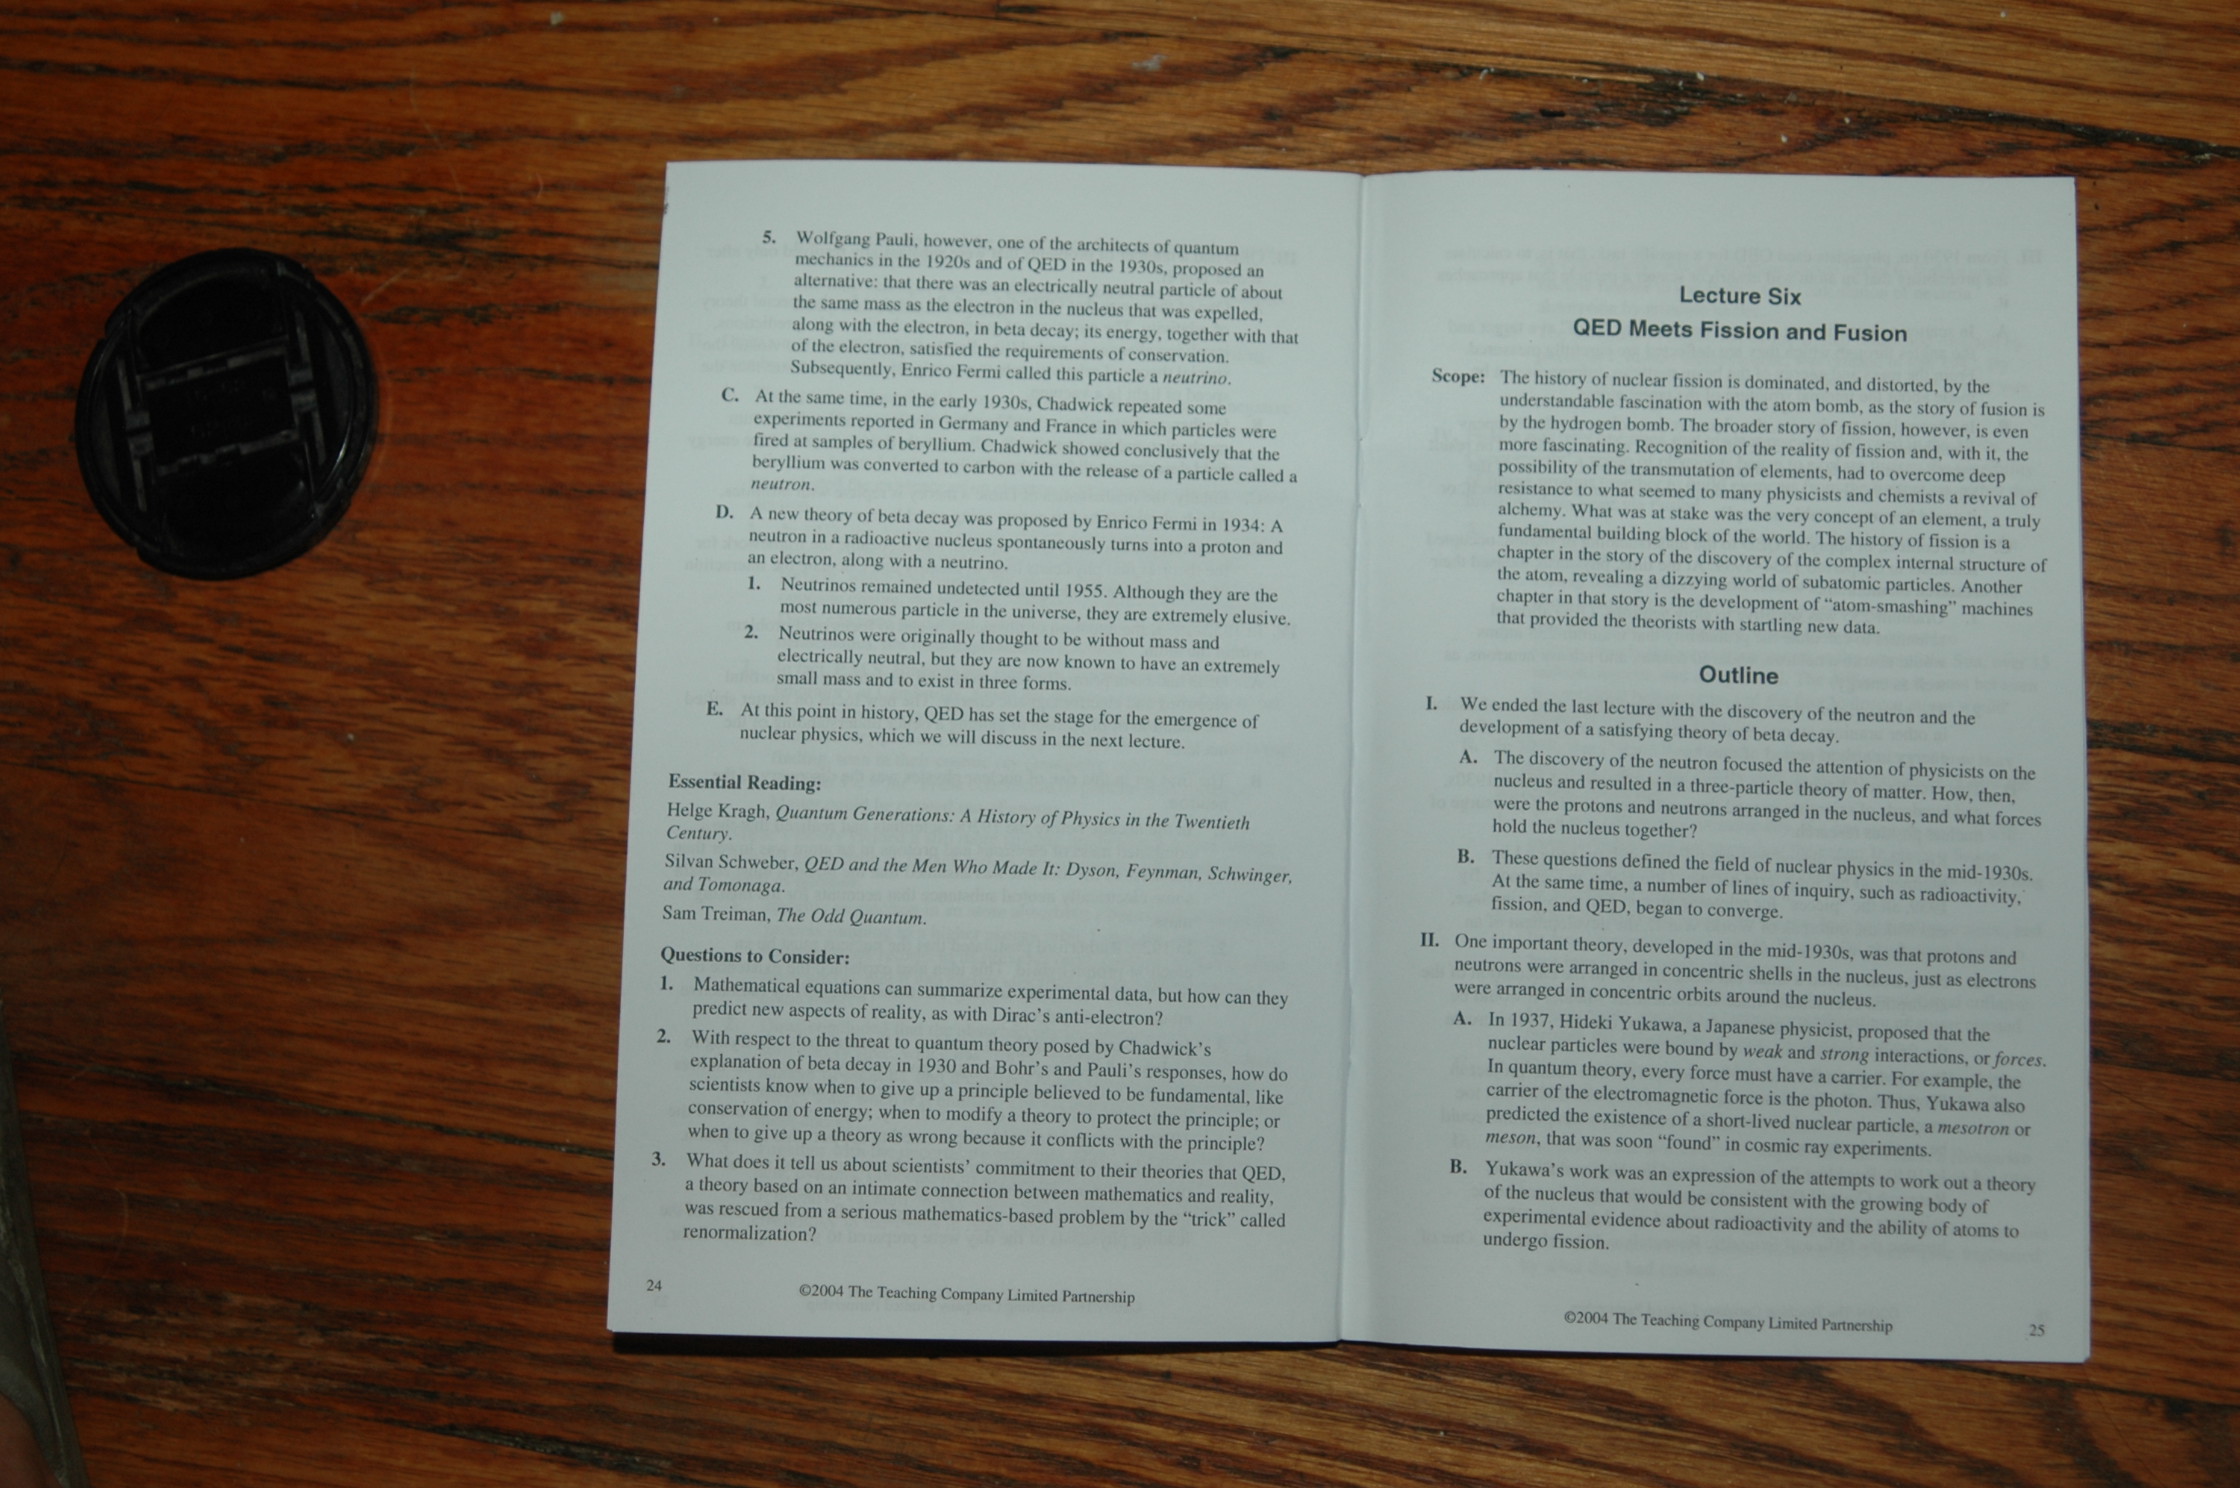 5. Wolfgang Pauli, however, one of the architects of quantum
mechanics in the 1920s and of QED in the 1930s, proposed an
alternative: that there was an electrically neutral particle of about
the same mass as the electron in the nucleus that was expelled,
along with the electron, in beta decay; its energy, together with that
of the electron, satisfied the requirements of conservation.
Subsequently, Enrico Fermi called this particle a neutrino.
C. At the same time, in the early 1930s, Chadwick repeated some
experiments reported in Germany and France in which particles were
fired at samples of beryllium. Chadwick showed conclusively that the
beryllium was converted to carbon with the release of a particle called a
neutron.
D. A new theory of beta decay was proposed by Enrico Fermi in 1934: A
neutron in a radioactive nucleus spontaneously turns into a proton and
an electron, along with a neutrino.
1. Neutrinos remained undetected until 1955. Although they are the
most numerous particle in the universe, they are extremely elusive.
2. Neutrinos were originally thought to be without mass and
electrically neutral, but they are now known to have an extremely
small mass and to exist in three forms.
E. At this point in history, QED has set the stage for the emergence of
nuclear physics, which we will discuss in the next lecture.
Essential Reading:
Helge Kragh, Quantum Generations: A History of Physics in the Twentieth
Century.
Silvan Schweber, QED and the Men Who Made It: Dyson, Feynman, Schwinger,
and Tomonaga.
Sam Treiman, The Odd Quantum.
Questions to Consider:
1. Mathematical equations can summarize experimental data, but how can they
predict new aspects of reality, as with Dirac's anti-electron?
2. With respect to the threat to quantum theory posed by Chadwick's
explanation of beta decay in 1930 and Bohr's and Pauli's responses, how do
scientists know when to give up a principle believed to be fundamental, like
conservation of energy; when to modify a theory to protect the principle; or
when to give up a theory as wrong because it conflicts with the principle?
3. What does it tell us about scientists' commitment to their theories that QED,
a theory based on an intimate connection between mathematics and reality,
was rescued from a serious mathematics-based problem by the "trick" called
renormalization?
24 ©2004 The Teaching Company Limited Partnership
Lecture Six
QED Meets Fission and Fusion
Scope: The history of nuclear fission is dominated, and distorted, by the
understandable fascination with the atom bomb, as the story of fusion is
by the hydrogen bomb. The broader story of fission, however, is even
more fascinating. Recognition of the reality of fission and, with it, the
possibility of the transmutation of elements, had to overcome deep
resistance to what seemed to many physicists and chemists a revival of
alchemy. What was at stake was the very concept of an element, a truly
fundamental building block of the world. The history of fission is a
chapter in the story of the discovery of the complex internal structure of
the atom, revealing a dizzying world of subatomic particles. Another
chapter in that story is the development of "atom-smashing" machines
that provided the theorists with startling new data.
Outline
I. We ended the last lecture with the discovery of the neutron and the
development of a satisfying theory of beta decay.
A. The discovery of the neutron focused the attention of physicists on the
nucleus and resulted in a three-particle theory of matter. How, then,
were the protons and neutrons arranged in the nucleus, and what forces
hold the nucleus together?
B. These questions defined the field of nuclear physics in the mid-1930s.
At the same time, a number of lines of inquiry, such as radioactivity,
fission, and QED, began to converge.
II. One important theory, developed in the mid-1930s, was that protons and
neutrons were arranged in concentric shells in the nucleus, just as electrons
were arranged in concentric orbits around the nucleus.
A. In 1937, Hideki Yukawa, a Japanese physicist, proposed that the
nuclear particles were bound by weak and strong interactions, or forces.
In quantum theory, every force must have a carrier. For example, the
carrier of the electromagnetic force is the photon. Thus, Yukawa also
predicted the existence of a short-lived nuclear particle, a mesotron or
meson, that was soon "found" in cosmic ray experiments.
B. Yukawa's work was an expression of the attempts to work out a theory
of the nucleus that would be consistent with the growing body of
experimental evidence about radioactivity and the ability of atoms to
undergo fission.
©2004 The Teaching Company Limited Partnership 25